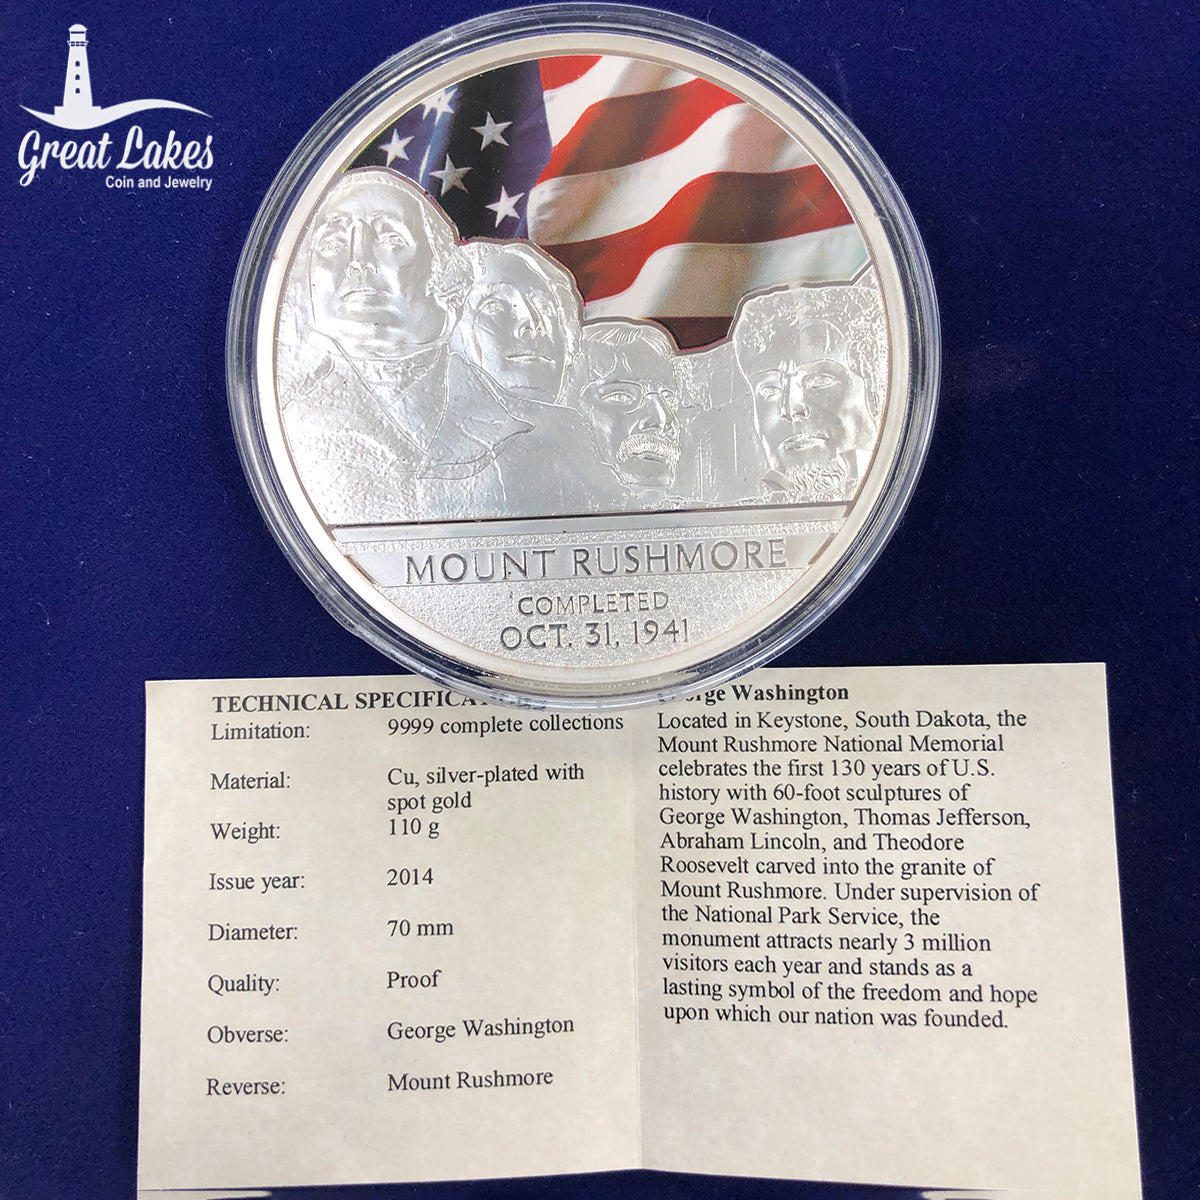 Great Lakes
Coin and Jewelry
MOUNT RUSHMORE
COMPLETED
OCT. 31, 1941
TECHNICAL
Limitation: 9999 complete collections
Material: Cu, silver-plated with
spot gold
Weight: 110 g
Issue year: 2014
Diameter: 70 mm
Quality: Proof
Obverse: George Washington
Reverse: Mount Rushmore
George Washington
Located in Keystone, South Dakota, the
Mount Rushmore National Memorial
celebrates the first 130 years of U.S.
history with 60-foot sculptures of
George Washington, Thomas Jefferson,
Abraham Lincoln, and Theodore
Roosevelt carved into the granite of
Mount Rushmore. Under supervision of
the National Park Service, the
monument attracts nearly 3 million
visitors each year and stands as a
lasting symbol of the freedom and hope
upon which our nation was founded.